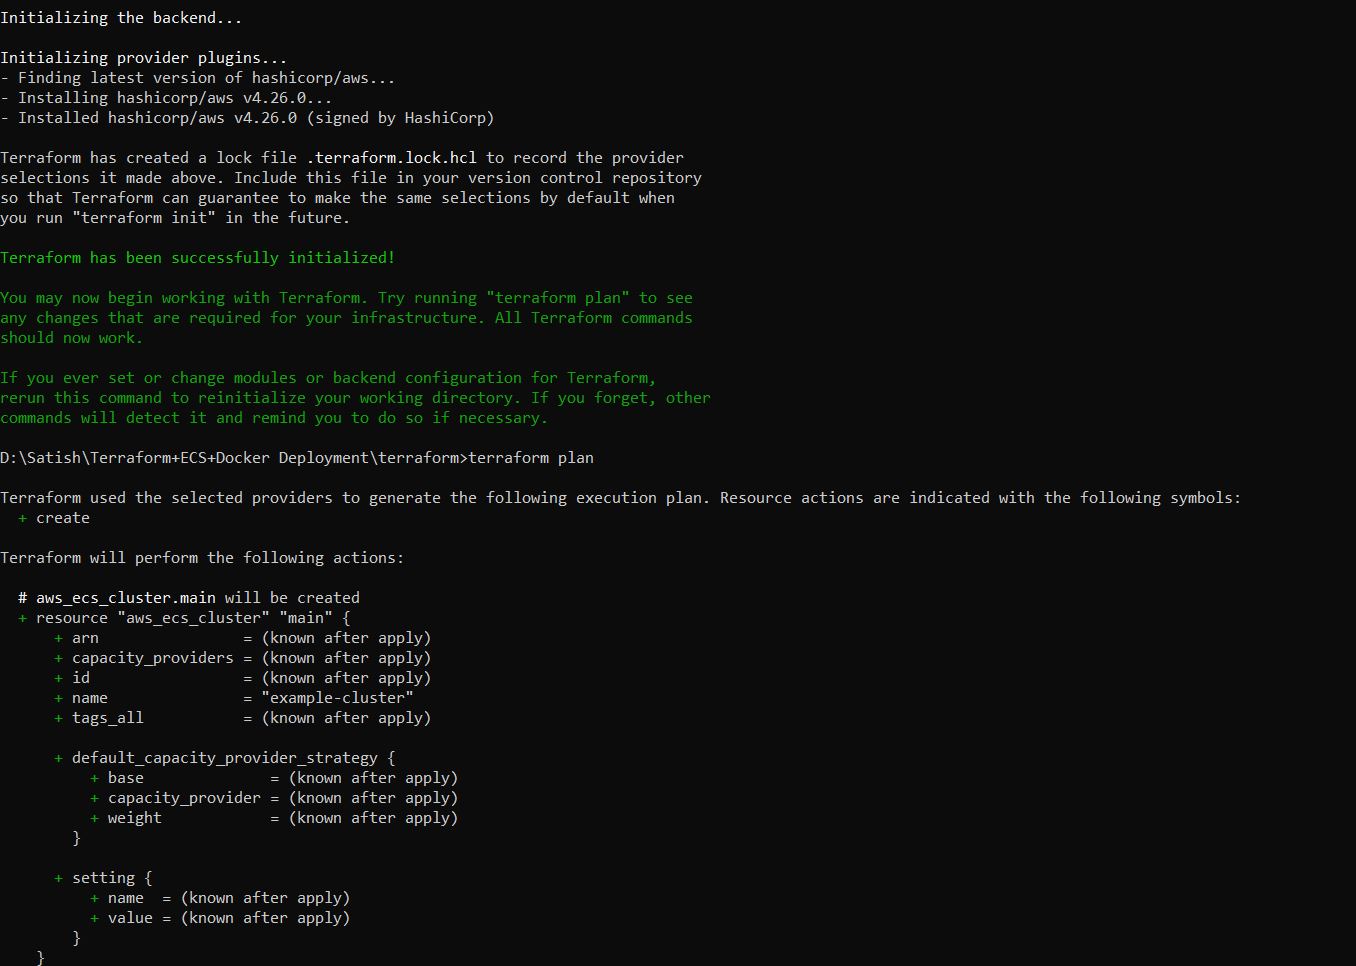 Initializing the backend...
Initializing provider plugins...
- Finding latest version of hashicorp/aws...
- Installing hashicorp/aws v4.26.0...
- Installed hashicorp/aws v4.26.0 (signed by HashiCorp)
Terraform has created a lock file .terraform.lock.hcl to record the provider
selections it made above. Include this file in your version control repository
so that Terraform can guarantee to make the same selections by default when
you run "terraform init" in the future.
Terraform has been successfully initialized!
You may now begin working with Terraform. Try running "terraform plan" to see
any changes that are required for your infrastructure. All Terraform commands
should now work.
If you ever set or change modules or backend configuration for Terraform,
rerun this command to reinitialize your working directory. If you forget, other
commands will detect it and remind you to do so if necessary.
D:\Satish\Terraform+ECS+Docker Deployment\terraform>terraform plan
Terraform used the selected providers to generate the following execution plan. Resource actions are indicated with the following symbols:
  + create
Terraform will perform the following actions:
  # aws_ecs_cluster.main will be created
  + resource "aws_ecs_cluster" "main" {
      + arn                = (known after apply)
      + capacity_providers = (known after apply)
      + id                 = (known after apply)
      + name               = "example-cluster"
      + tags_all           = (known after apply)
      + default_capacity_provider_strategy {
          + base              = (known after apply)
          + capacity_provider = (known after apply)
          + weight            = (known after apply)
        }
      + setting {
          + name  = (known after apply)
          + value = (known after apply)
        }
    }